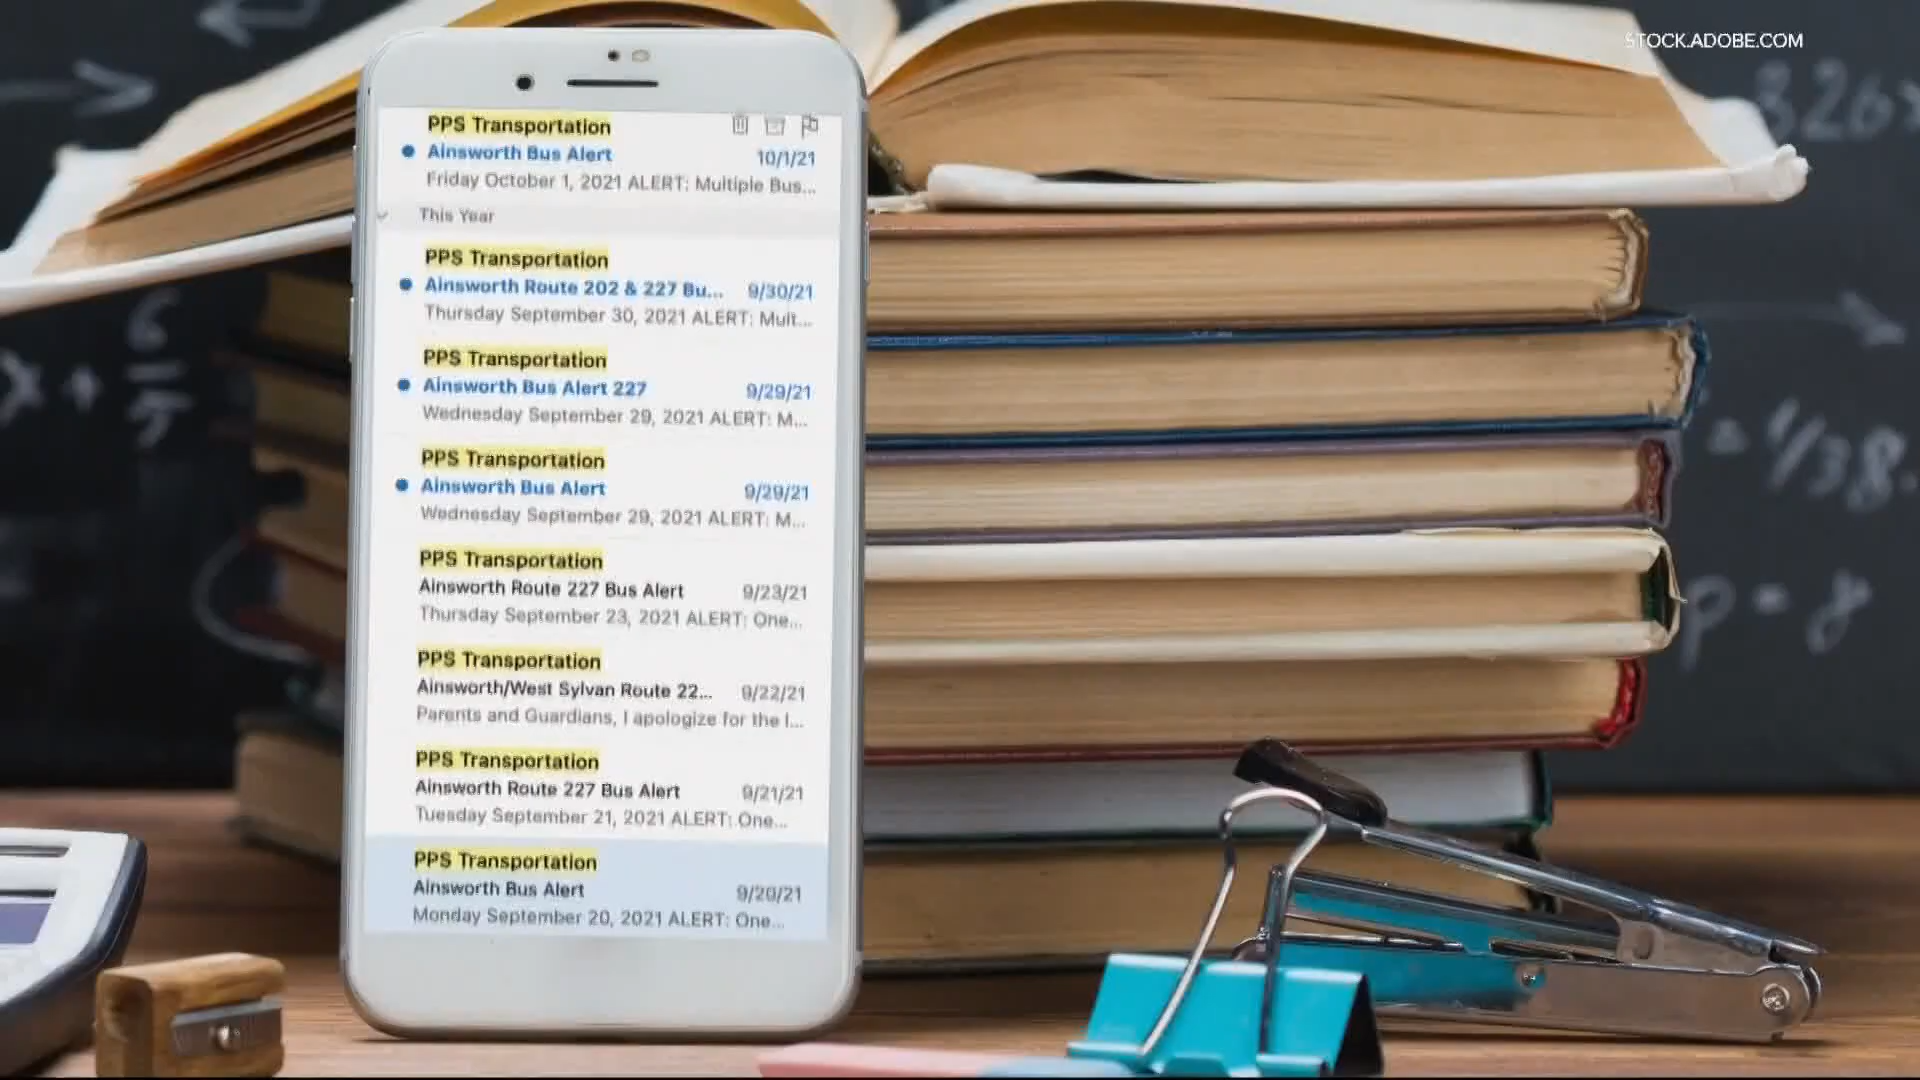 STOCK.ADOBE.COM
PPS Transportation
Ainsworth Bus Alert 10/1/21
Friday October 1, 2021 ALERT: Multiple Bus...
This Year
PPS Transportation
Ainsworth Route 202 & 227 Bu... 9/30/21
Thursday September 30, 2021 ALERT: Mult...
PPS Transportation
Ainsworth Bus Alert 227 9/29/21
Wednesday September 29, 2021 ALERT: M...
PPS Transportation
Ainsworth Bus Alert 9/29/21
Wednesday September 29, 2021 ALERT: M...
PPS Transportation
Ainsworth Route 227 Bus Alert 9/23/21
Thursday September 23, 2021 ALERT: One...
PPS Transportation
Ainsworth/West Sylvan Route 22... 9/22/21
Parents and Guardians, I apologize for the l...
PPS Transportation
Ainsworth Route 227 Bus Alert 9/21/21
Tuesday September 21, 2021 ALERT: One...
PPS Transportation
Ainsworth Bus Alert 9/20/21
Monday September 20, 2021 ALERT: One...
326x
x + 6/5
= 1/38.
p = 8